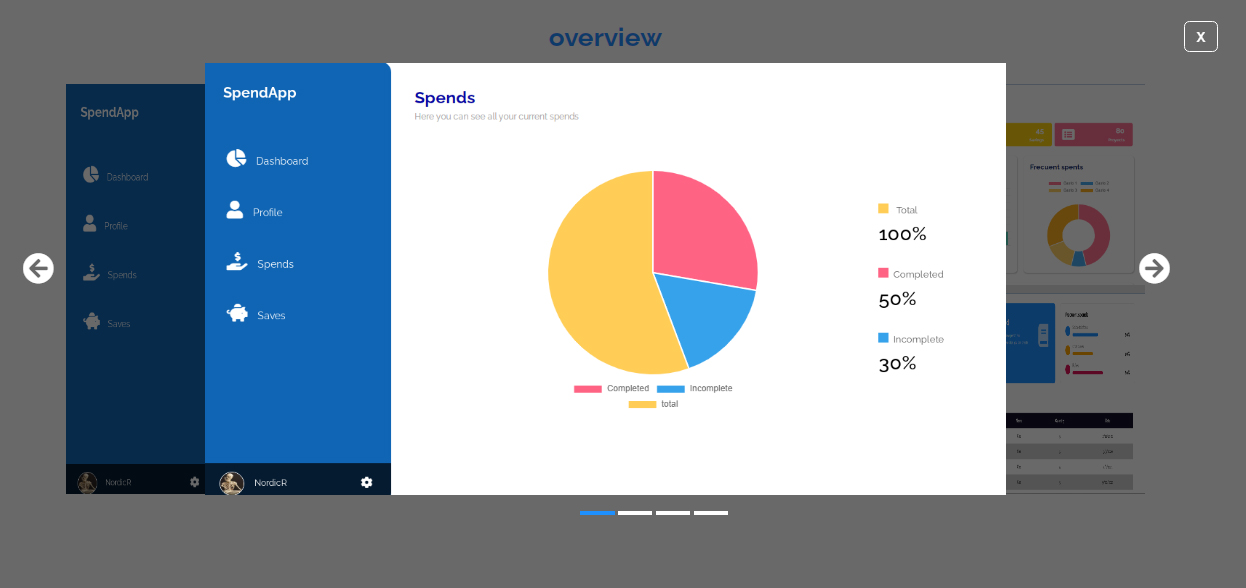 overview
X
SpendApp
Dashboard
Profile
Spends
Saves
NordicR
SpendApp
Dashboard
Profile
Spends
Saves
NordicR
Spends
Here you can see all your current spends
Completed
Incomplete
total
Total
100%
Completed
50%
Incomplete
30%
Frecuent spends